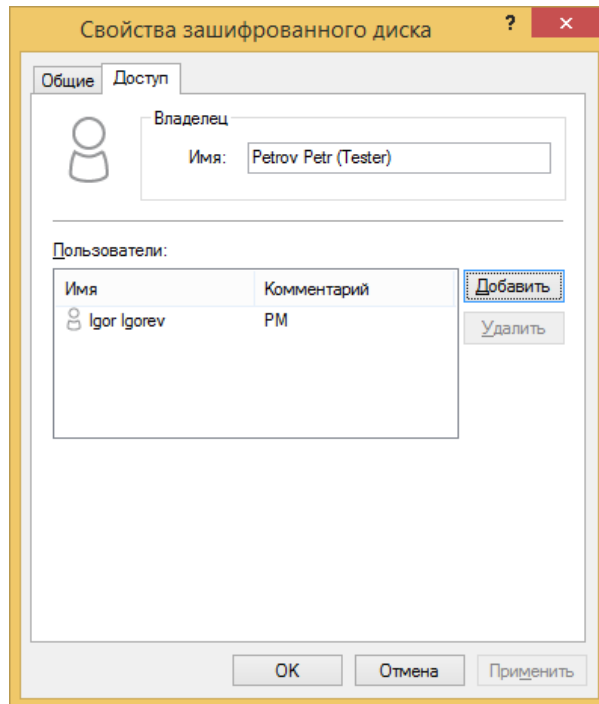 Свойства зашифрованного диска ? ×
Общие Доступ
Владелец
Имя: Petrov Petr (Tester)
Пользователи:
Имя Комментарий Добавить
Igor Igorev PM Удалить
OK Отмена Применить